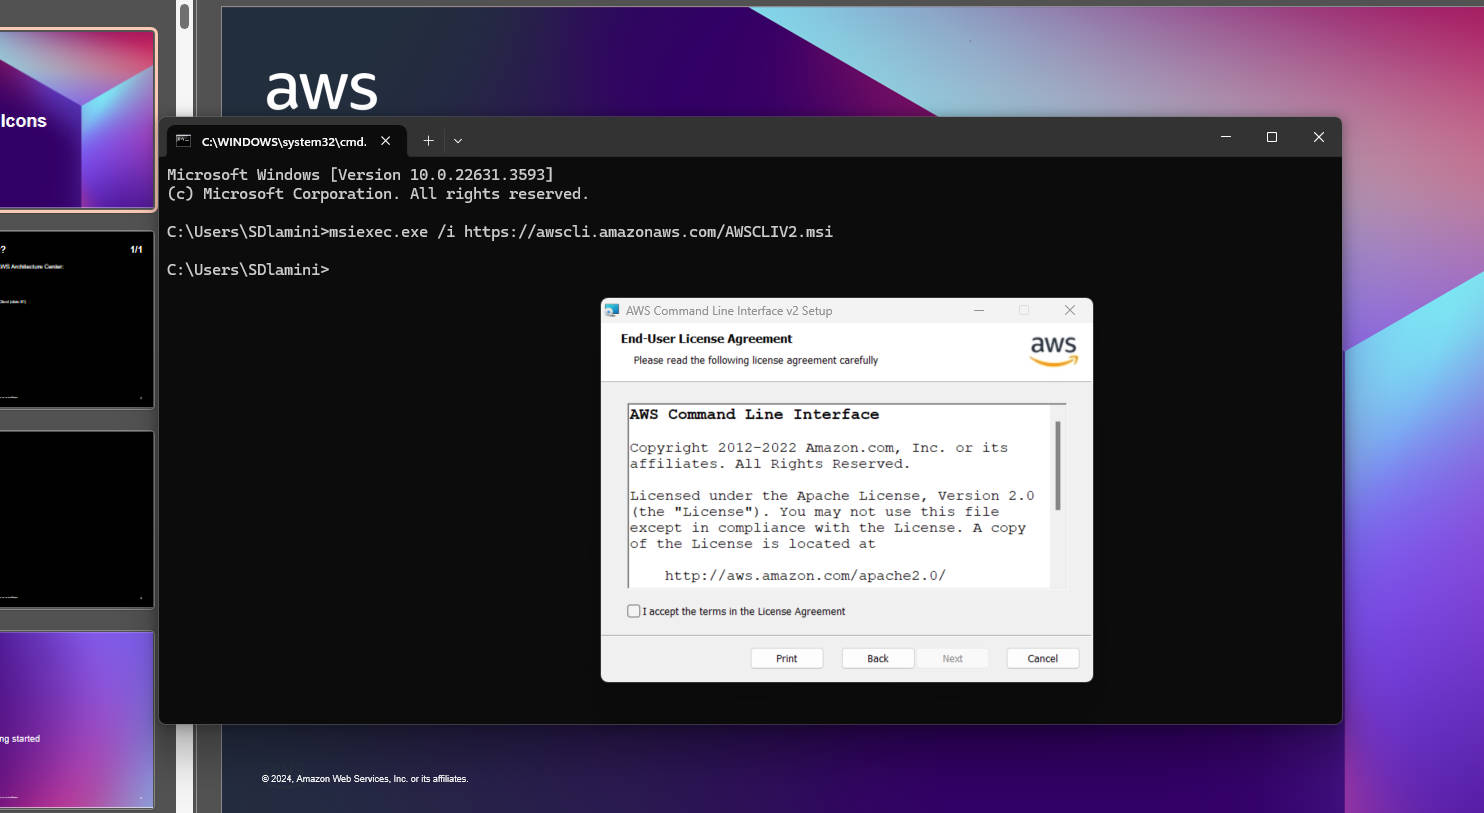 aws
Icons
C:\WINDOWS\system32\cmd.
Microsoft Windows [Version 10.0.22631.3593]
(c) Microsoft Corporation. All rights reserved.
C:\Users\SDlamini>msiexec.exe /i https://awscli.amazonaws.com/AWSCLIV2.msi
C:\Users\SDlamini>
?
1/1
WS Architecture Center:
AWS Command Line Interface v2 Setup
End-User License Agreement
Please read the following license agreement carefully
aws
AWS Command Line Interface
Copyright 2012-2022 Amazon.com, Inc. or its
affiliates. All Rights Reserved.
Licensed under the Apache License, Version 2.0
(the "License"). You may not use this file
except in compliance with the License. A copy
of the License is located at
http://aws.amazon.com/apache2.0/
I accept the terms in the License Agreement
Print
Back
Next
Cancel
ng started
© 2024, Amazon Web Services, Inc. or its affiliates.